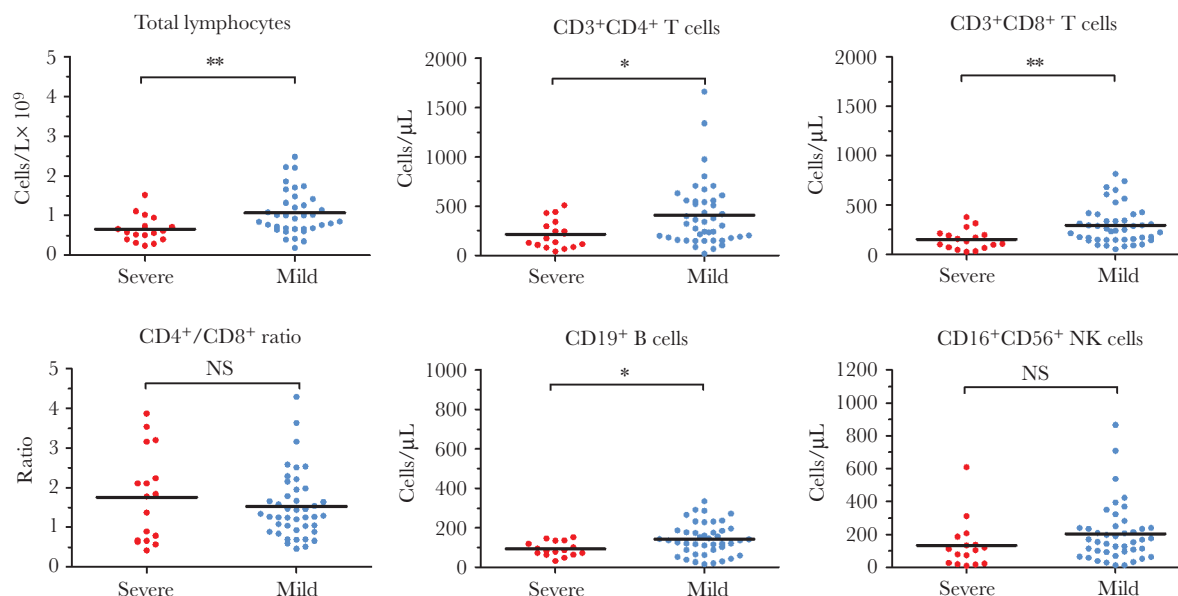 Total lymphocytes
**
Cells/L×10⁹
5
4
3
2
1
0
Severe Mild
CD3⁺CD4⁺ T cells
*
Cells/μL
2000
1500
1000
500
0
Severe Mild
CD3⁺CD8⁺ T cells
**
Cells/μL
2000
1500
1000
500
0
Severe Mild
CD4⁺/CD8⁺ ratio
NS
Ratio
5
4
3
2
1
0
Severe Mild
CD19⁺ B cells
*
Cells/μL
1000
800
600
400
200
0
Severe Mild
CD16⁺CD56⁺ NK cells
NS
Cells/μL
1200
1000
800
600
400
200
0
Severe Mild